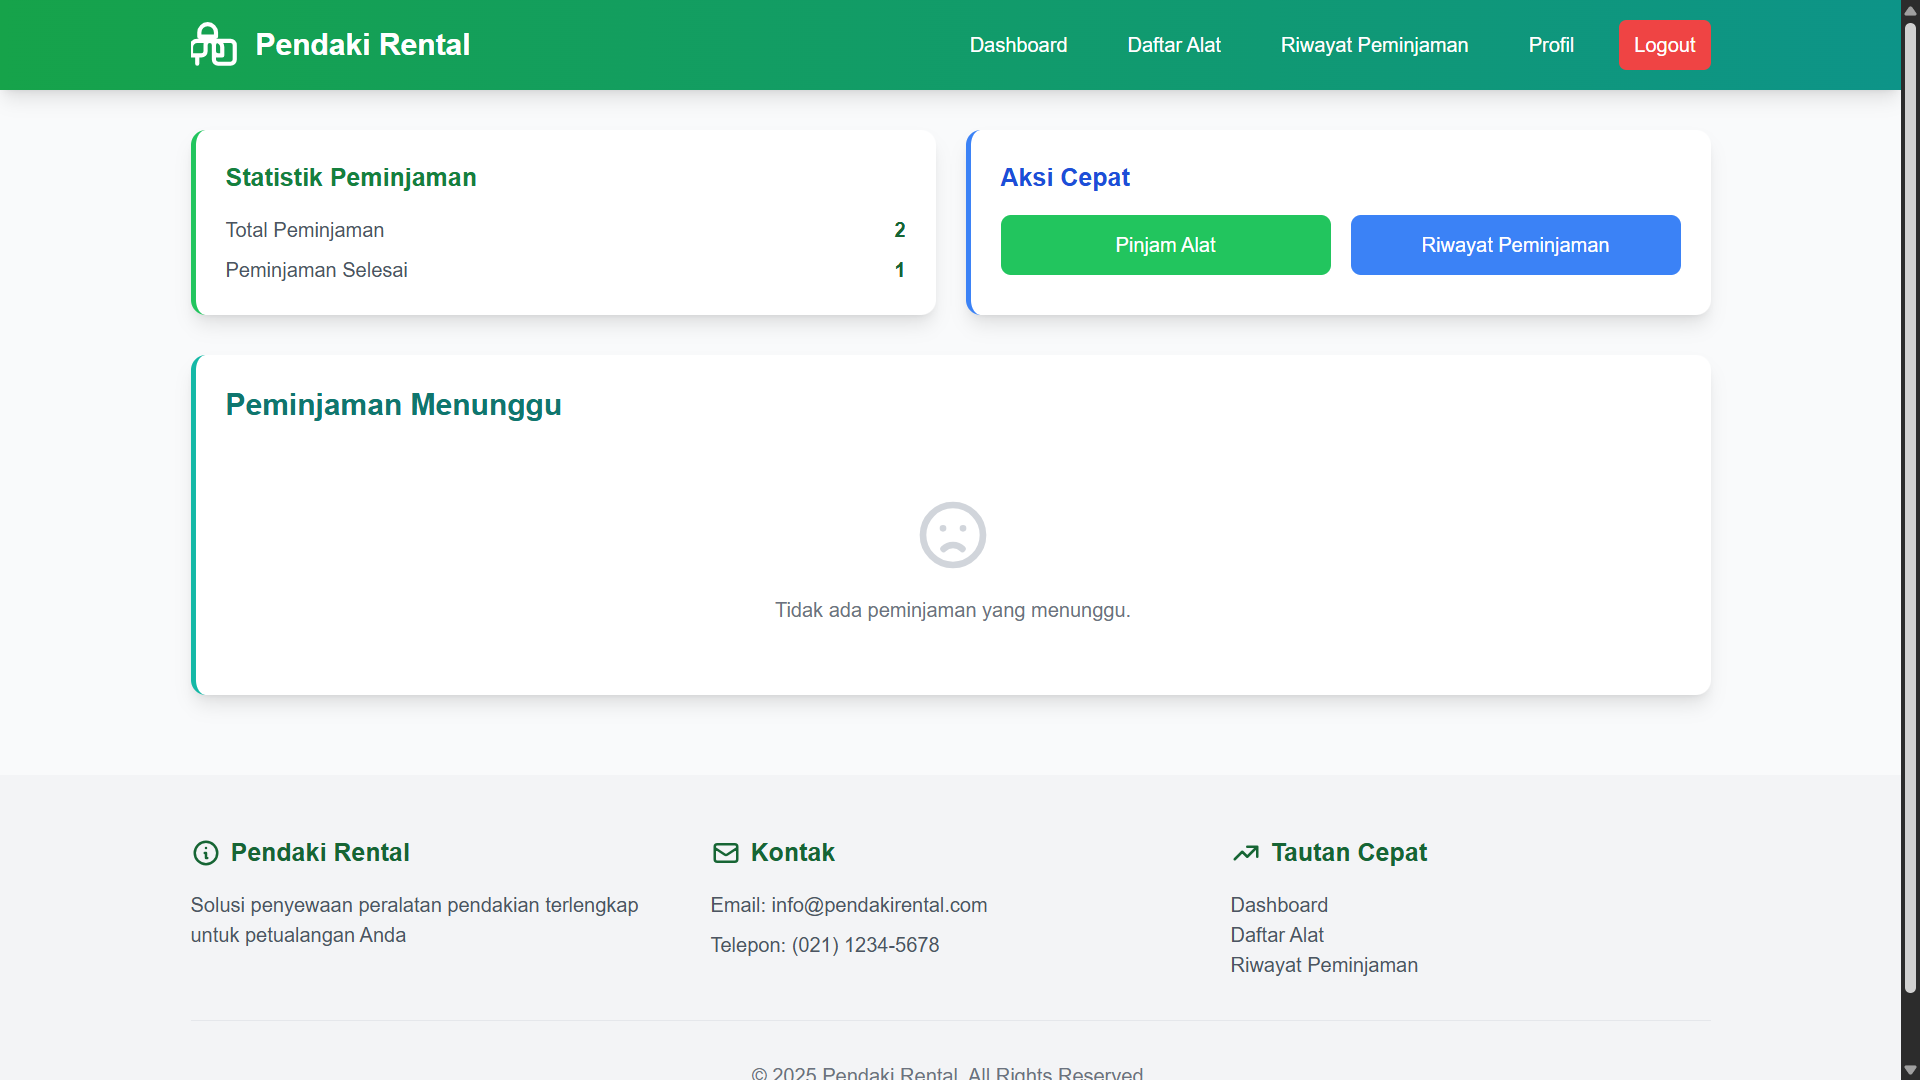 Pendaki Rental
Dashboard
Daftar Alat
Riwayat Peminjaman
Profil
Logout
Statistik Peminjaman
Total Peminjaman 2
Peminjaman Selesai 1
Aksi Cepat
Pinjam Alat
Riwayat Peminjaman
Peminjaman Menunggu
Tidak ada peminjaman yang menunggu.
Pendaki Rental
Solusi penyewaan peralatan pendakian terlengkap
untuk petualangan Anda
Kontak
Email: info@pendakirental.com
Telepon: (021) 1234-5678
Tautan Cepat
Dashboard
Daftar Alat
Riwayat Peminjaman
© 2025 Pendaki Rental. All Rights Reserved.